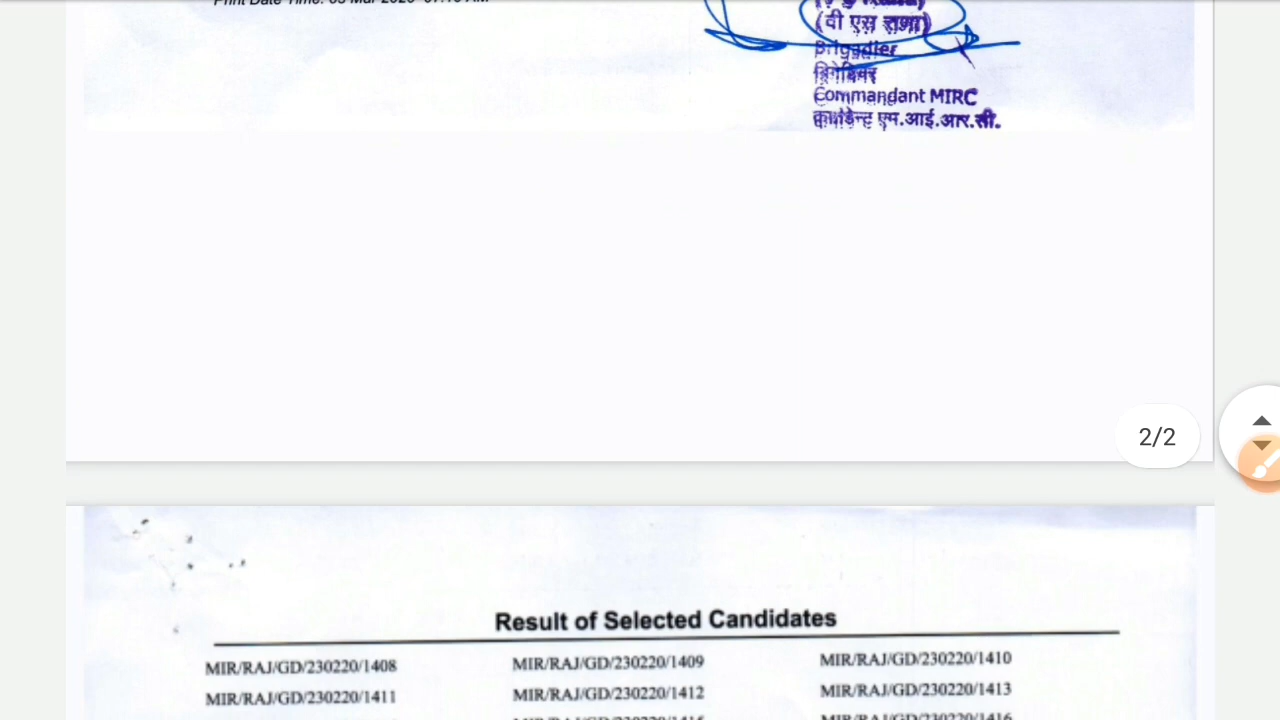 (वी एस राणा)
Brigadier
ब्रिगेडियर
Commandant MIRC
कमांडेन्ट एम.आई.आर.सी.
2/2
Result of Selected Candidates
MIR/RAJ/GD/230220/1408 MIR/RAJ/GD/230220/1409 MIR/RAJ/GD/230220/1410
MIR/RAJ/GD/230220/1411 MIR/RAJ/GD/230220/1412 MIR/RAJ/GD/230220/1413